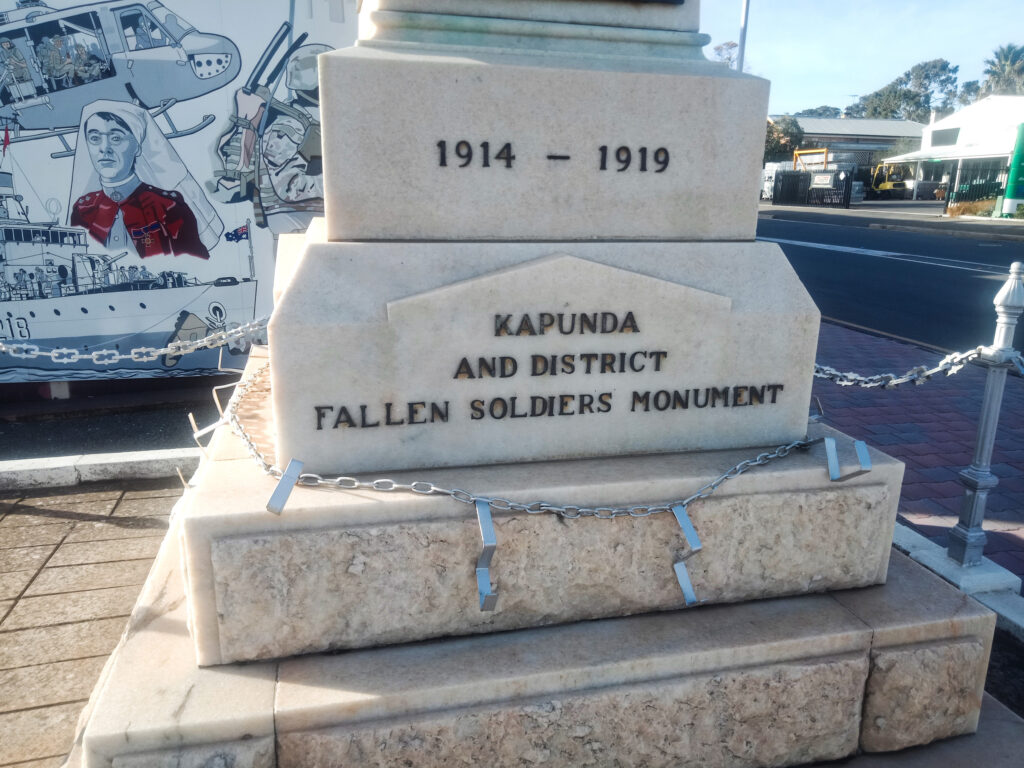 1914 – 1919
KAPUNDA
AND DISTRICT
FALLEN SOLDIERS MONUMENT